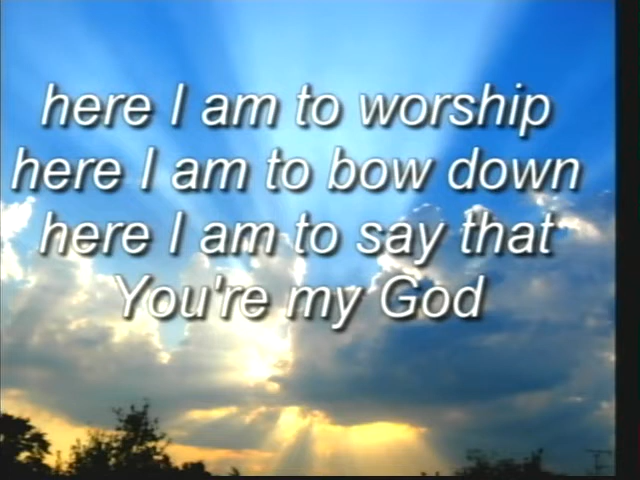 here I am to worship
here I am to bow down
here I am to say that
You're my God